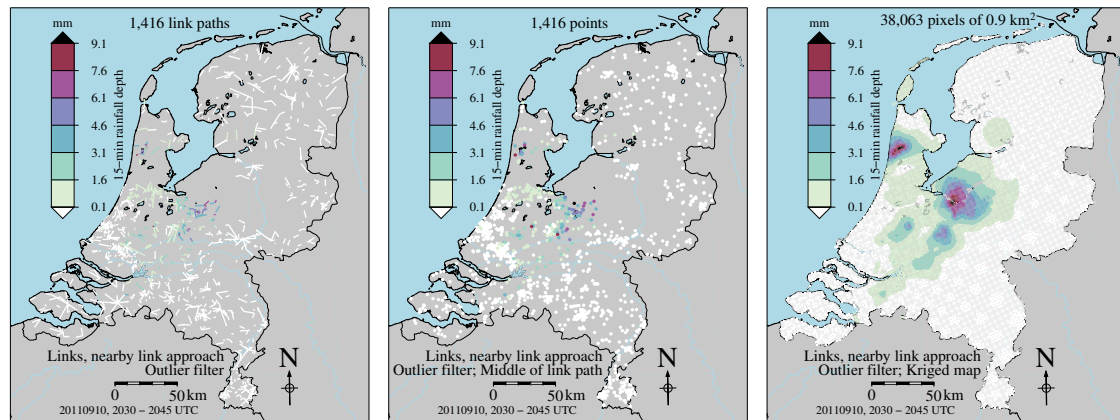 mm
1,416 link paths
9.1
7.6
6.1
4.6
3.1
1.6
0.1
15-min rainfall depth
Links, nearby link approach
Outlier filter
N
0 50 km
20110910, 2030 - 2045 UTC
mm
1,416 points
9.1
7.6
6.1
4.6
3.1
1.6
0.1
15-min rainfall depth
Links, nearby link approach
Outlier filter; Middle of link path
N
0 50 km
20110910, 2030 - 2045 UTC
mm
38,063 pixels of 0.9 km²
9.1
7.6
6.1
4.6
3.1
1.6
0.1
15-min rainfall depth
Links, nearby link approach
Outlier filter; Kriged map
N
0 50 km
20110910, 2030 - 2045 UTC